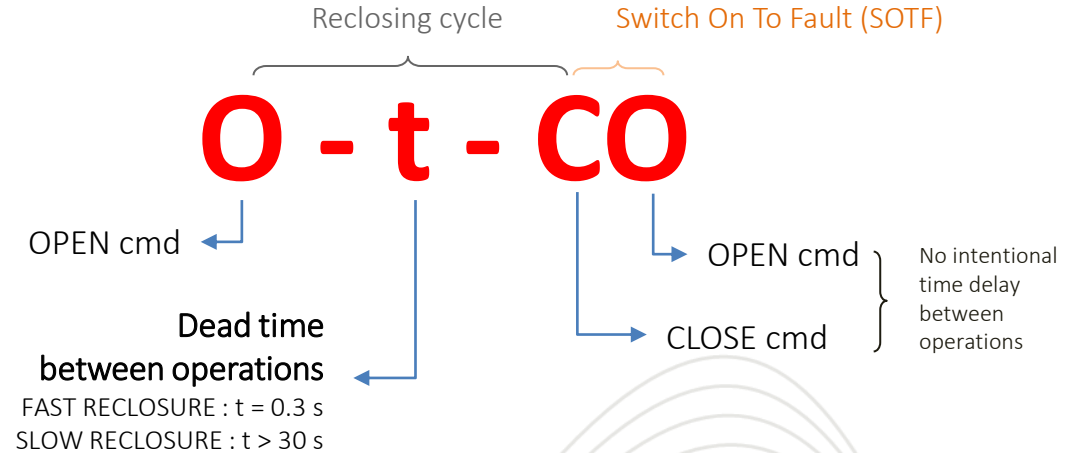 Reclosing cycle
Switch On To Fault (SOTF)
O - t - CO
OPEN cmd
OPEN cmd
CLOSE cmd
No intentional
time delay
between
operations
Dead time
between operations
FAST RECLOSURE : t = 0.3 s
SLOW RECLOSURE : t > 30 s